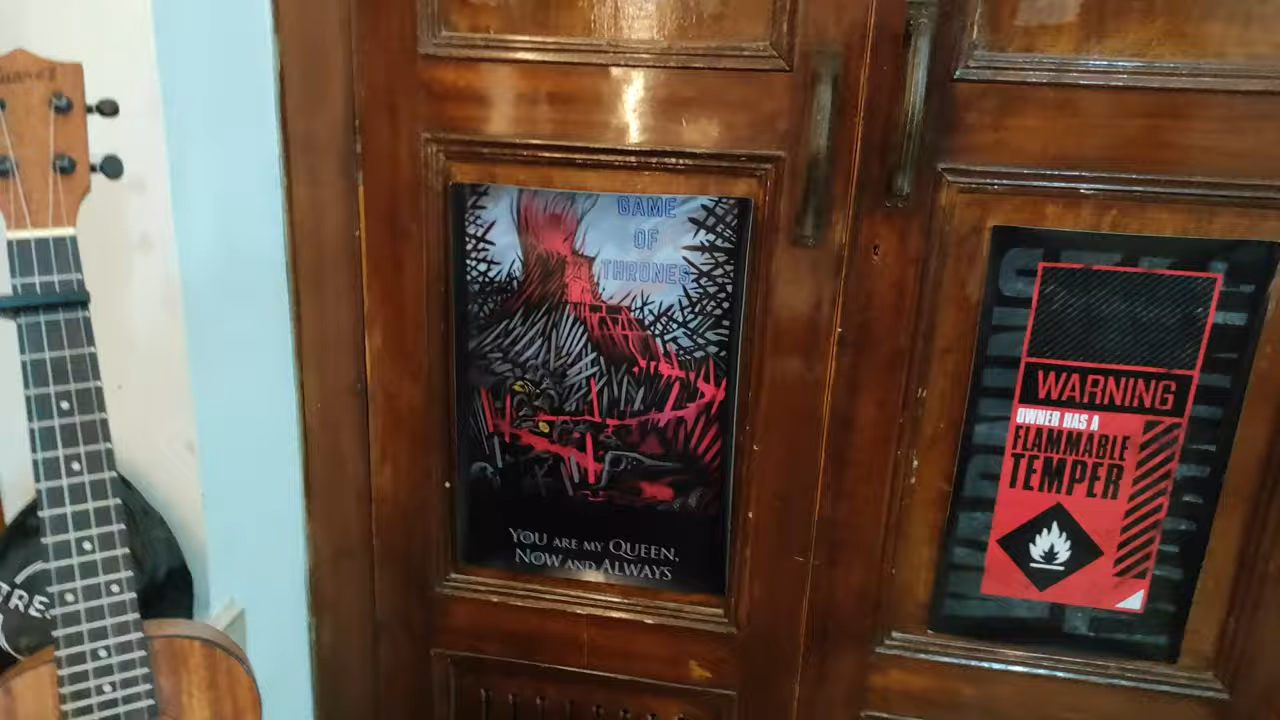 GAME
OF
THRONES
YOU ARE MY QUEEN,
NOW AND ALWAYS
WARNING
OWNER HAS A
FLAMMABLE
TEMPER